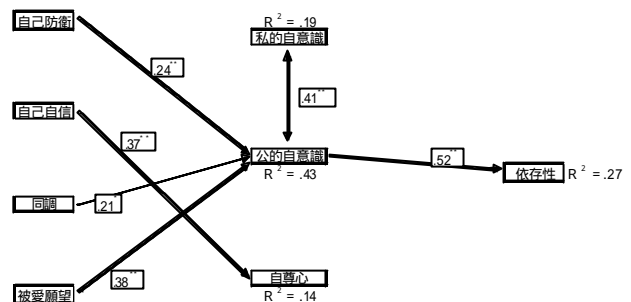 自己防衛
R² = .19
私的自意識
.24**
.41**
自己自信
.37**
公的自意識
R² = .43
.52**
依存性 R² = .27
同調
.21*
被愛願望
.38**
自尊心
R² = .14